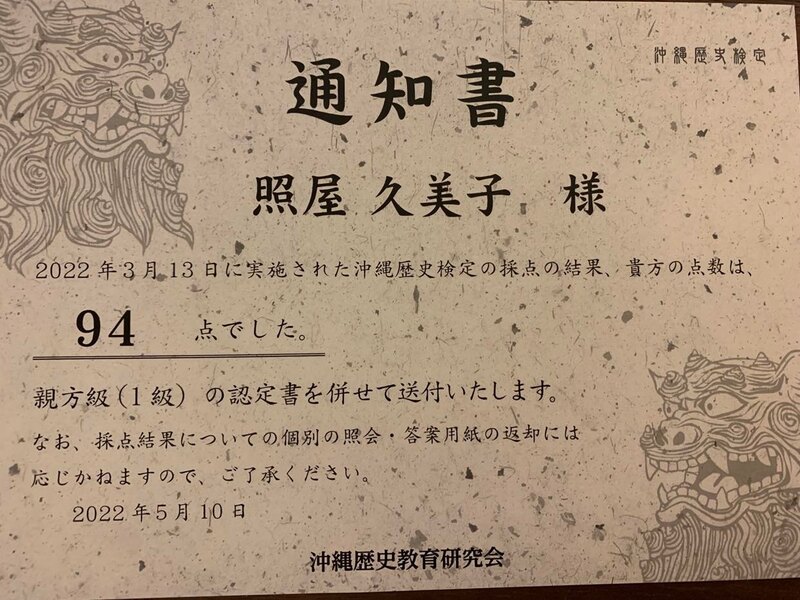 沖縄歴史検定
通知書
照屋 久美子 様
2022年3月13日に実施された沖縄歴史検定の採点の結果、貴方の点数は、
94 点でした。
親方級(1級)の認定書を併せて送付いたします。
なお、採点結果についての個別の照会・答案用紙の返却には
応じかねますので、ご了承ください。
2022年5月10日
沖縄歴史教育研究会